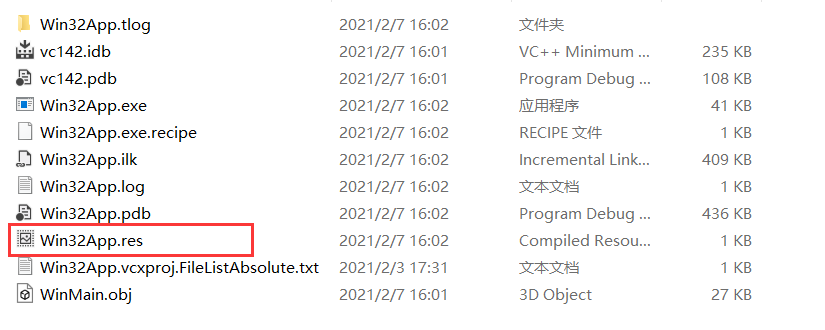 Win32App.tlog 2021/2/7 16:02 文件夹
vc142.idb 2021/2/7 16:01 VC++ Minimum ... 235 KB
vc142.pdb 2021/2/7 16:01 Program Debug ... 108 KB
Win32App.exe 2021/2/7 16:02 应用程序 41 KB
Win32App.exe.recipe 2021/2/7 16:02 RECIPE 文件 1 KB
Win32App.ilk 2021/2/7 16:02 Incremental Link... 409 KB
Win32App.log 2021/2/7 16:02 文本文档 1 KB
Win32App.pdb 2021/2/7 16:02 Program Debug ... 436 KB
Win32App.res 2021/2/7 16:02 Compiled Resou... 1 KB
Win32App.vcxproj.FileListAbsolute.txt 2021/2/3 17:31 文本文档 1 KB
WinMain.obj 2021/2/7 16:01 3D Object 27 KB